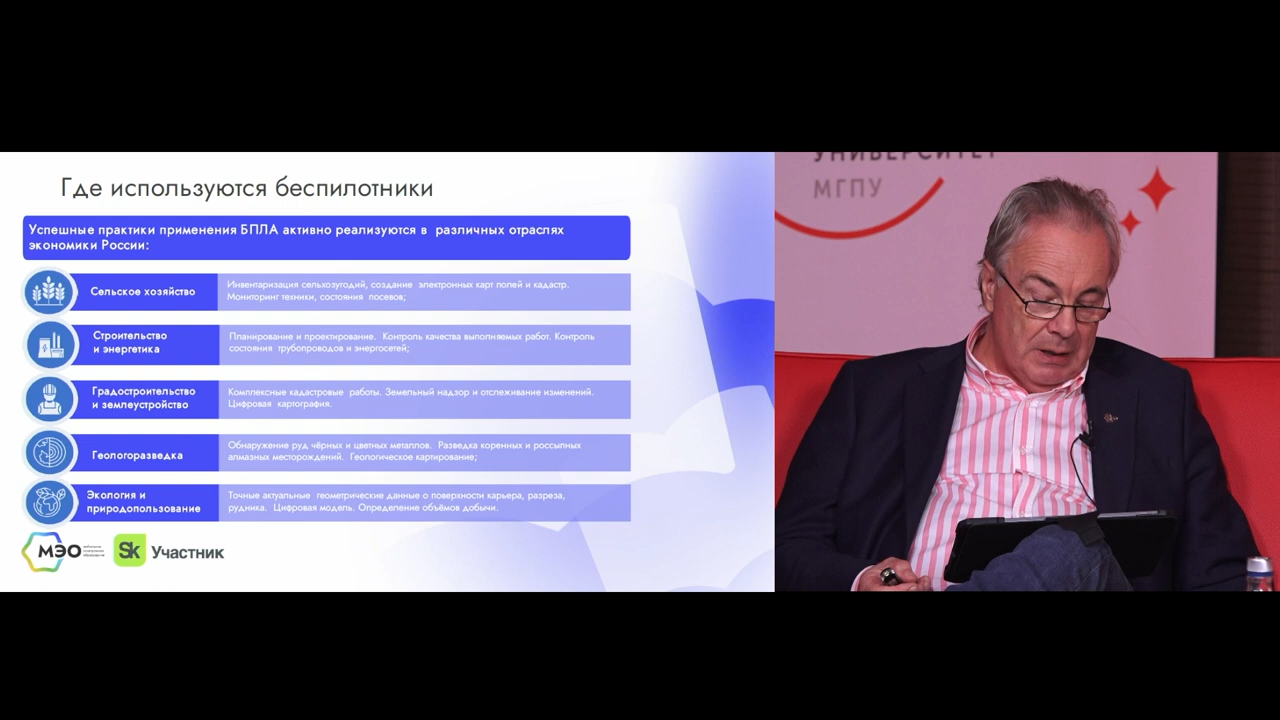 Где используются беспилотники
Успешные практики применения БПЛА активно реализуются в различных отраслях
экономики России:
Сельское хозяйство
Инвентаризация сельхозугодий, создание электронных карт полей и кадастр.
Мониторинг техники, состояния посевов;
Строительство
и энергетика
Планирование и проектирование. Контроль качества выполняемых работ. Контроль
состояния трубопроводов и энергосетей;
Градостроительство
и землеустройство
Комплексные кадастровые работы. Земельный надзор и отслеживание изменений.
Цифровая картография.
Геологоразведка
Обнаружение руд чёрных и цветных металлов. Разведка коренных и россыпных
алмазных месторождений. Геологическое картирование;
Экология и
природопользование
Точные актуальные геометрические данные о поверхности карьера, разреза,
рудника. Цифровая модель. Определение объёмов добычи.
МЭО
Sk Участник
УНИВЕРСИТЕТ
МГПУ